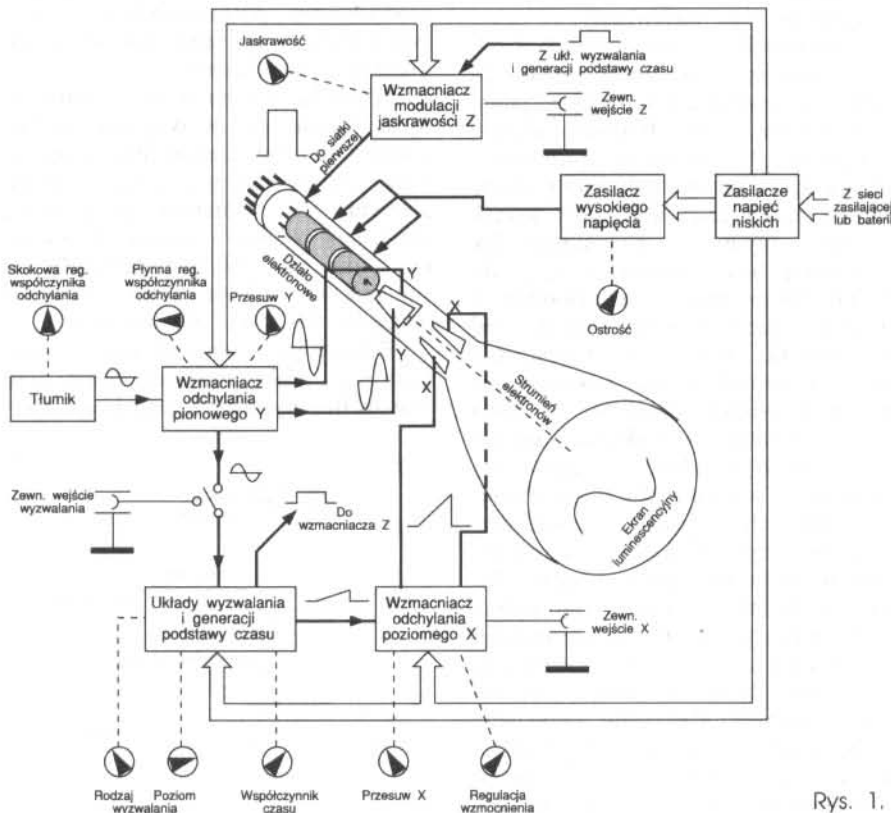 Jaskrawość
Z ukł. wyzwalania
i generacji podstawy czasu
Wzmacniacz
modulacji
jaskrawości Z
Zewn.
wejście Z
Do siatki
pierwszej
Zasilacz
wysokiego
napięcia
Zasilacze
napięć
niskich
Z sieci
zasilającej
lub baterii
Ostrość
Działo
elektronowe
Y
Y
X
X
Skokowa reg.
współczynnika
odchylania
Płynna reg.
współczynnika
odchylania
Przesuw Y
Tłumik
Wzmacniacz
odchylania
pionowego Y
Strumień
elektronów
Ekran
luminescencyjny
Zewn. wejście
wyzwalania
Do
wzmacniacza Z
Układy wyzwalania
i generacji
podstawy czasu
Wzmacniacz
odchylania
poziomego X
Zewn.
wejście X
Rodzaj
wyzwalania
Poziom
Współczynnik
czasu
Przesuw X
Regulacja
wzmocnienia
Rys. 1.